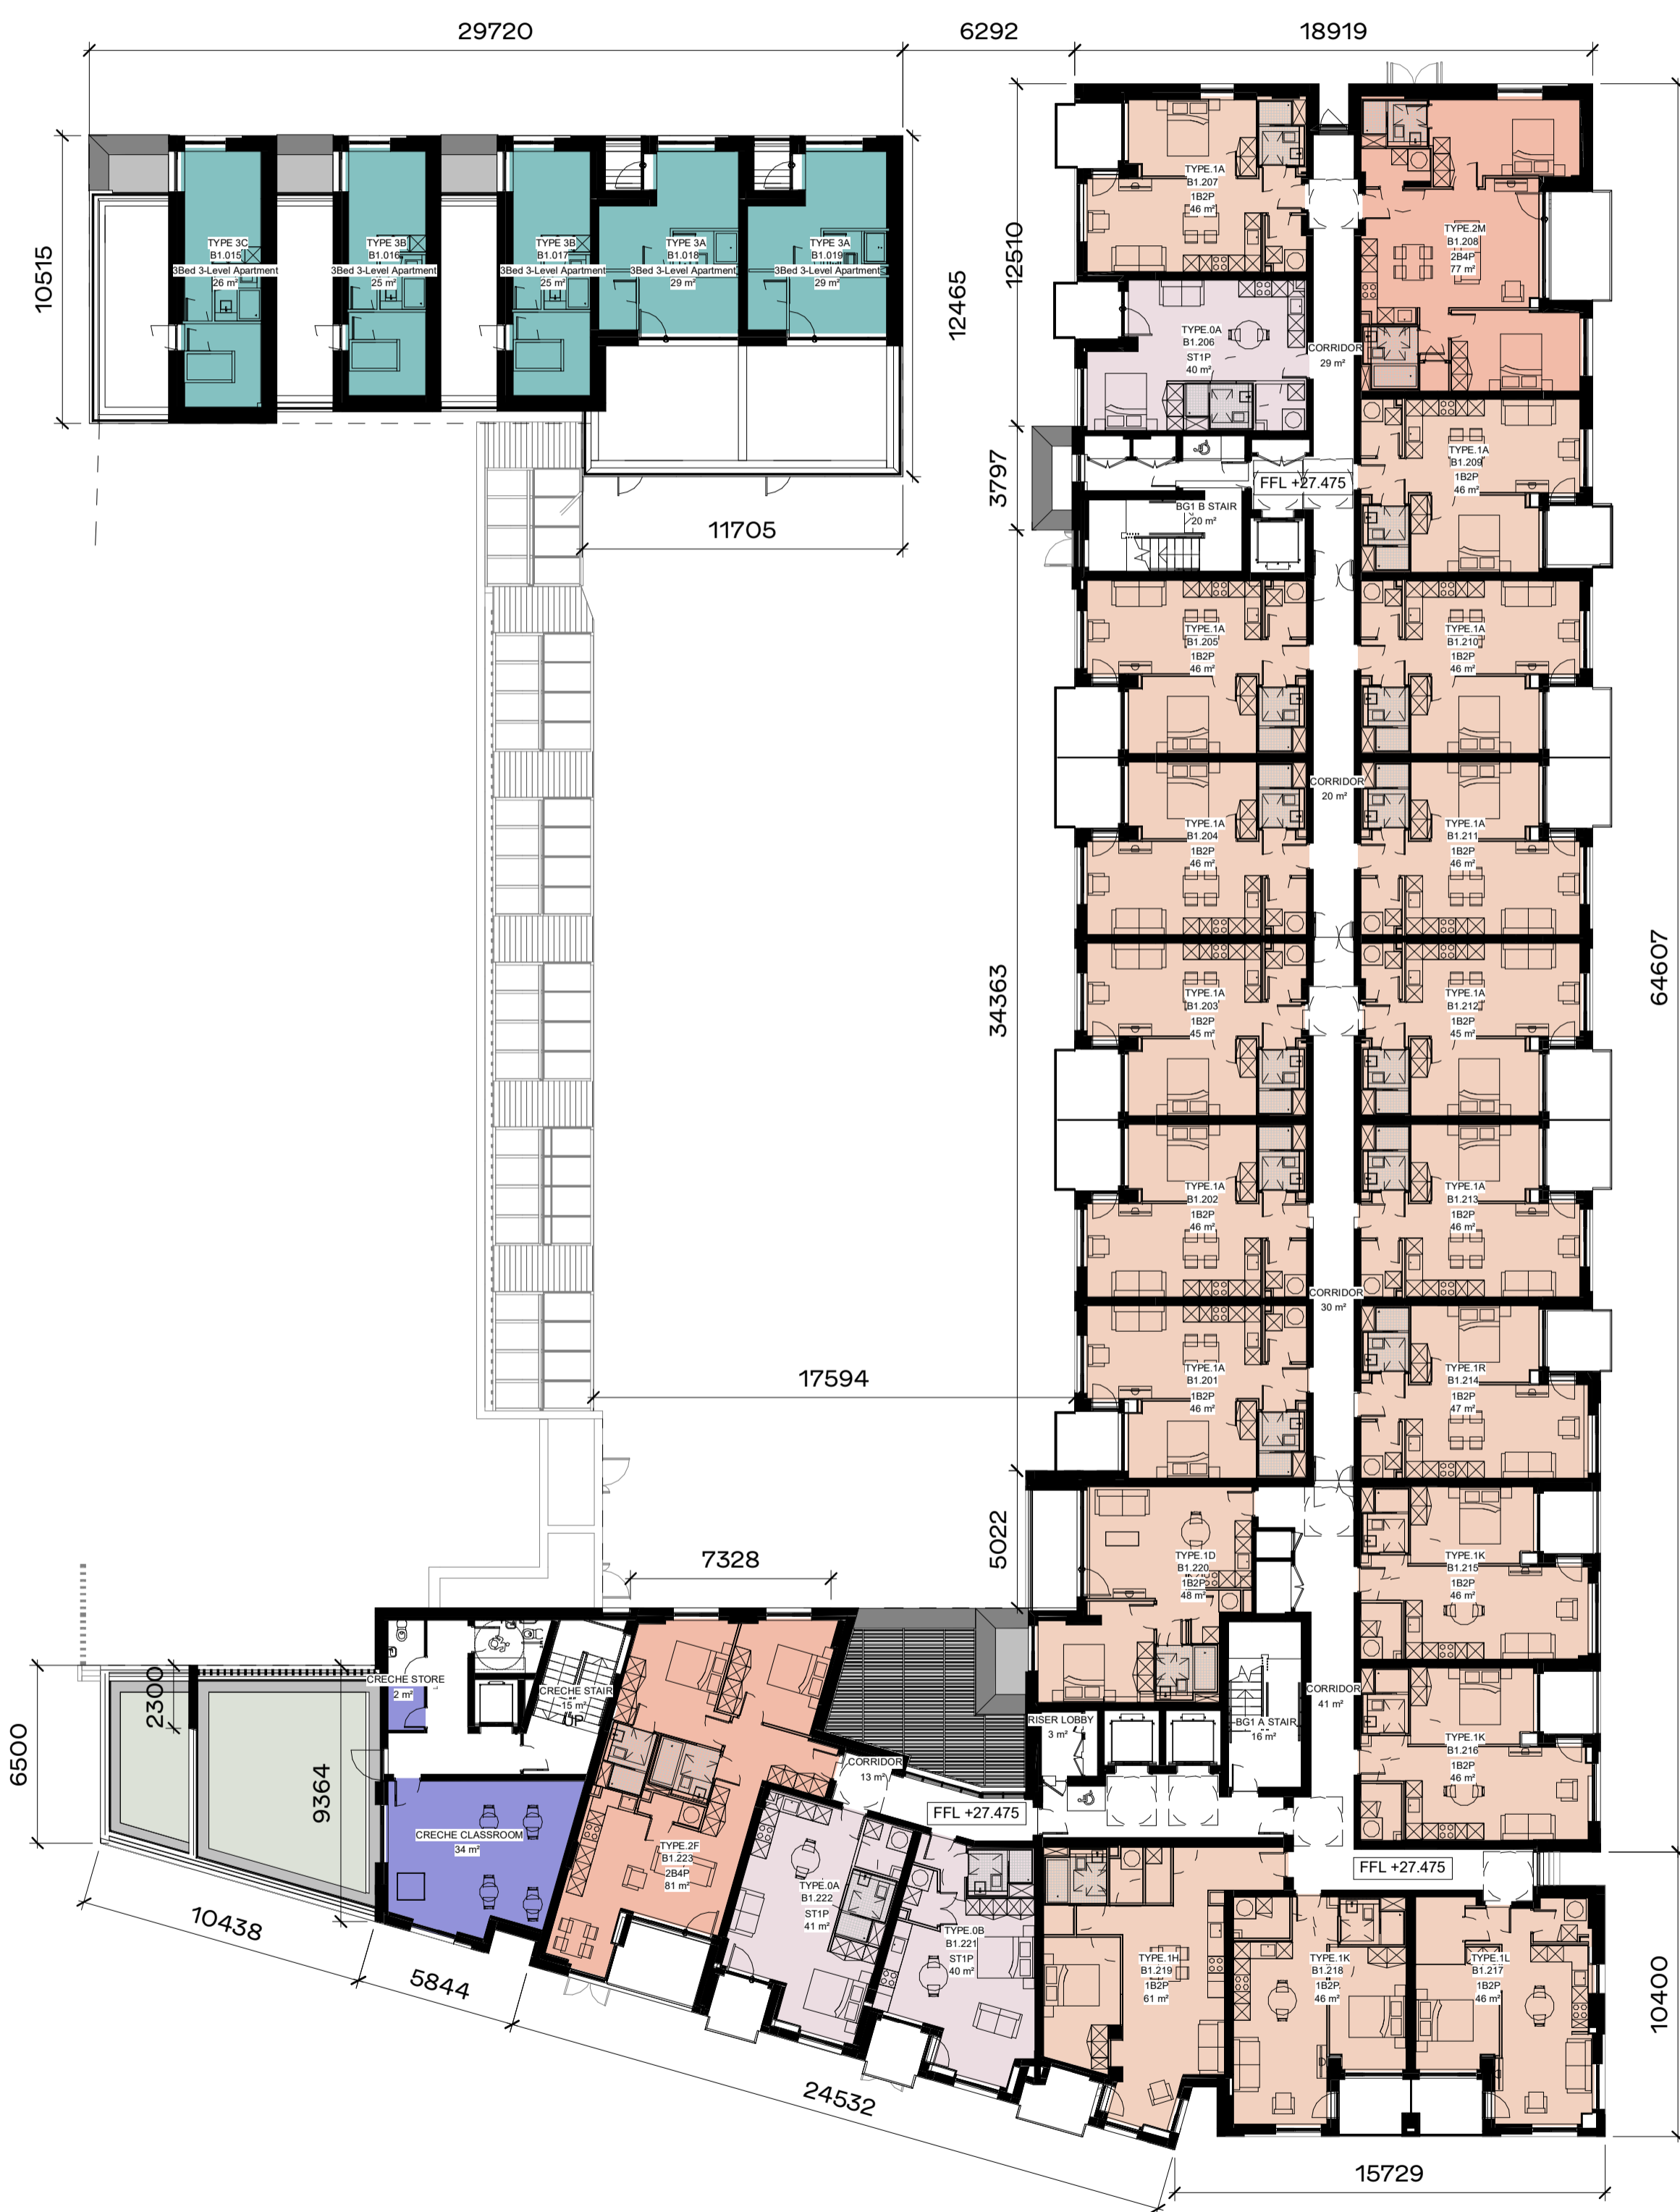 29720
6292
18919
10515
12465
11705
12510
3797
34363
5022
64607
17594
7328
TYPE 3C
B1.015
3Bed 3-Level Apartment
26 m²
TYPE 3B
B1.016
3Bed 3-Level Apartment
25 m²
TYPE 3B
B1.017
3Bed 3-Level Apartment
25 m²
TYPE 3A
B1.018
3Bed 3-Level Apartment
29 m²
TYPE 3A
B1.019
3Bed 3-Level Apartment
29 m²
TYPE.1A
B1.207
1B2P
46 m²
TYPE.2M
B1.208
2B4P
77 m²
TYPE.0A
B1.206
ST1P
40 m²
CORRIDOR
29 m²
TYPE.1A
B1.209
1B2P
46 m²
FFL +27.475
BG1 B STAIR
20 m²
TYPE.1A
B1.205
1B2P
46 m²
TYPE.1A
B1.210
1B2P
46 m²
CORRIDOR
20 m²
TYPE.1A
B1.204
1B2P
46 m²
TYPE.1A
B1.211
1B2P
46 m²
TYPE.1A
B1.203
1B2P
45 m²
TYPE.1A
B1.212
1B2P
45 m²
TYPE.1A
B1.202
1B2P
46 m²
TYPE.1A
B1.213
1B2P
46 m²
CORRIDOR
30 m²
TYPE.1A
B1.201
1B2P
46 m²
TYPE.1R
B1.214
1B2P
47 m²
TYPE.1D
B1.220
1B2P
48 m²
TYPE.1K
B1.215
1B2P
46 m²
CORRIDOR
41 m²
TYPE.1K
B1.216
1B2P
46 m²
RISER LOBBY
3 m²
BG1 A STAIR
16 m²
CRECHE STORE
2 m²
CRECHE STAIR
15 m²
UP
CORRIDOR
13 m²
FFL +27.475
CRECHE CLASSROOM
34 m²
TYPE.2F
B1.223
2B4P
81 m²
TYPE.0A
B1.222
ST1P
41 m²
TYPE.0B
B1.221
ST1P
40 m²
FFL +27.475
TYPE.1H
B1.219
1B2P
61 m²
TYPE.1K
B1.218
1B2P
46 m²
TYPE.1L
B1.217
1B2P
46 m²
6500
2300
9364
10438
5844
24532
10400
15729